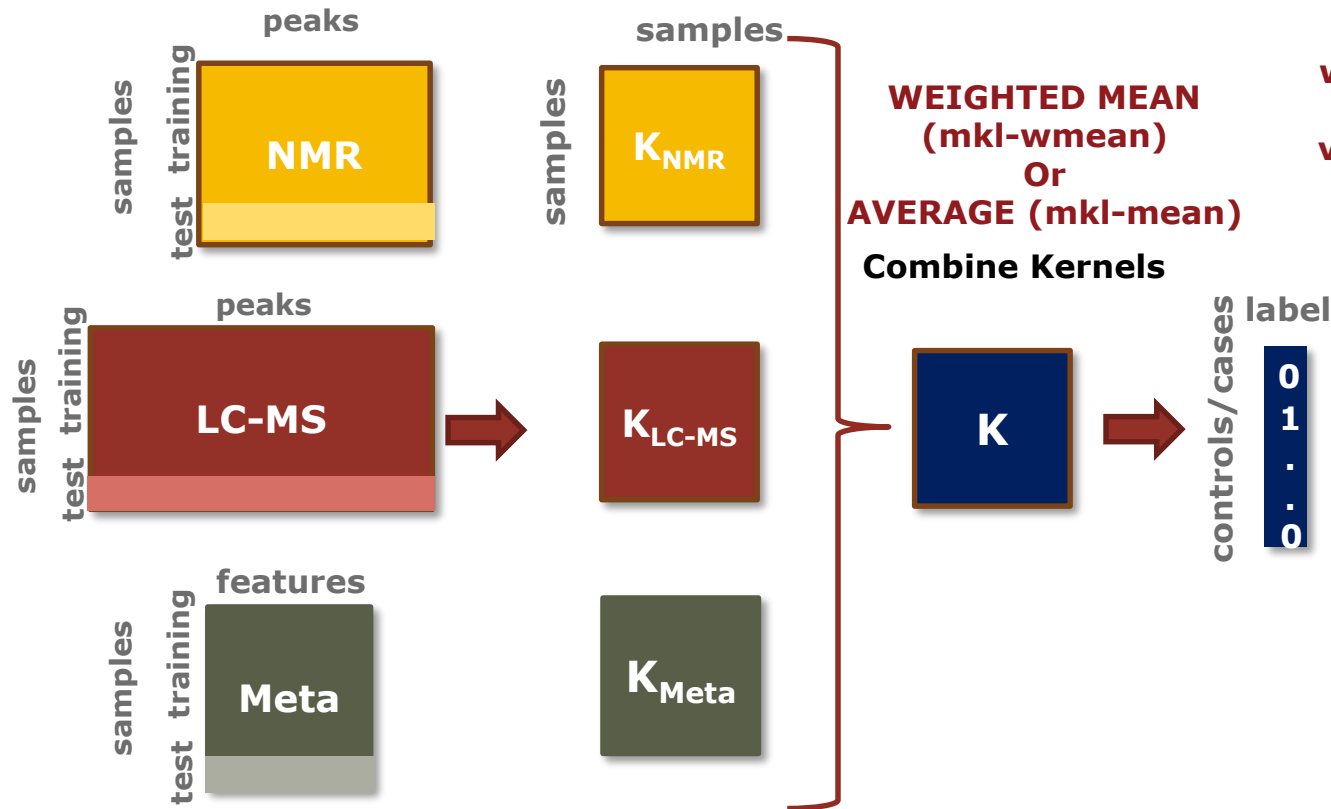 peaks
samples
training
test
NMR
samples
samples
K NMR
peaks
samples
training
test
LC-MS
K LC-MS
features
samples
training
test
Meta
K Meta
WEIGHTED MEAN
(mkl-wmean)
Or
AVERAGE (mkl-mean)
Combine Kernels
K
controls/cases
label
0
1
.
.
0